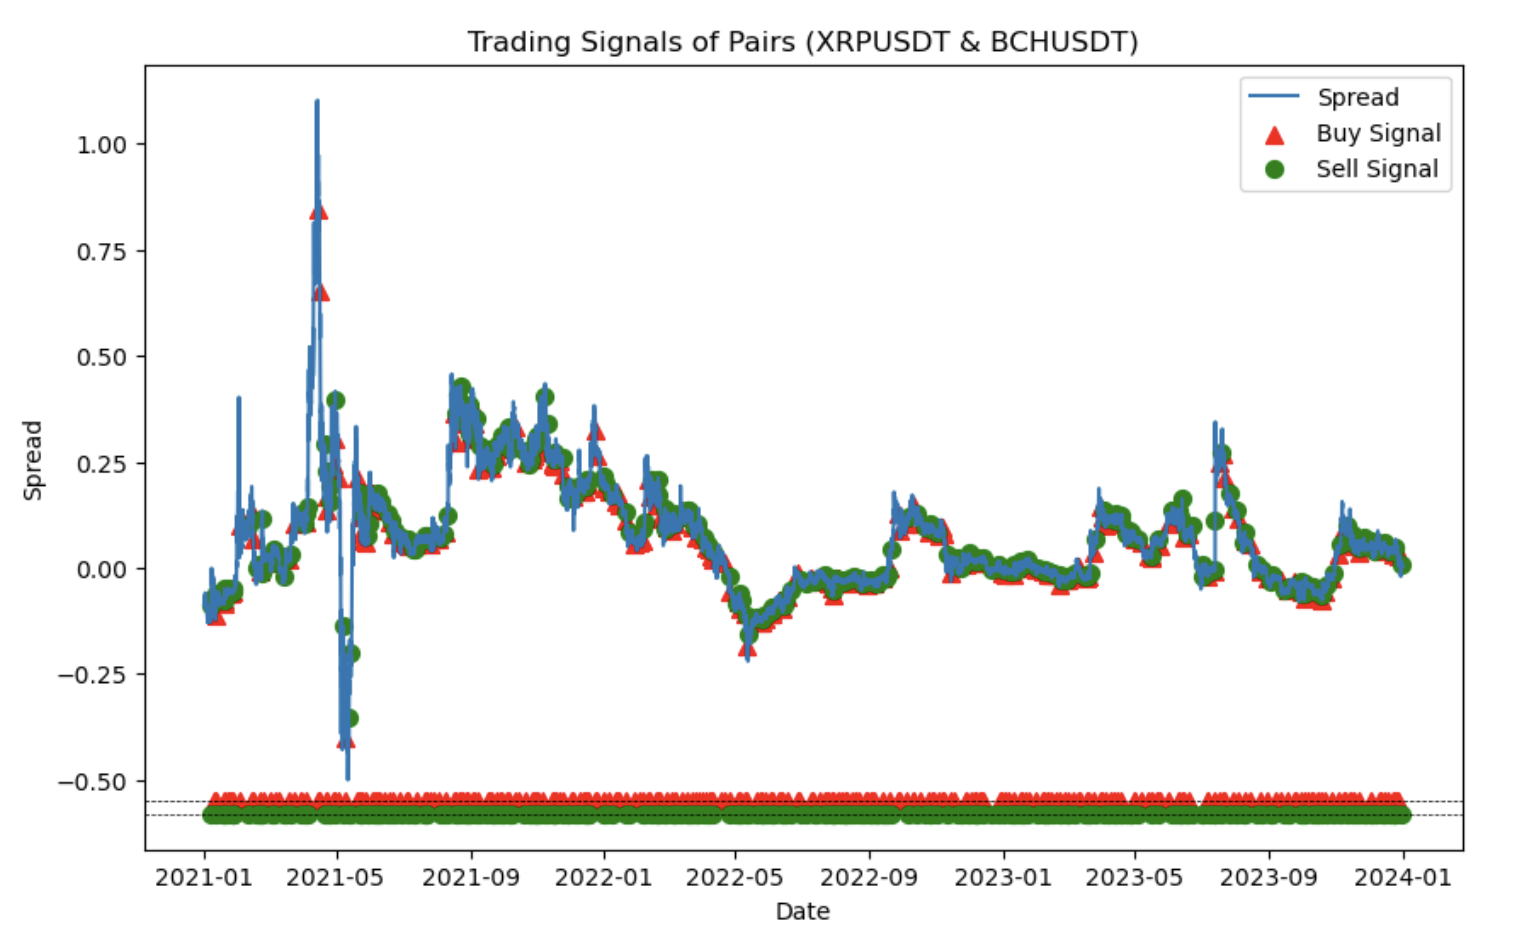 Trading Signals of Pairs (XRPUSDT & BCHUSDT)
Spread
Buy Signal
Sell Signal
1.00
0.75
0.50
0.25
0.00
−0.25
−0.50
Spread
2021-01 2021-05 2021-09 2022-01 2022-05 2022-09 2023-01 2023-05 2023-09 2024-01
Date